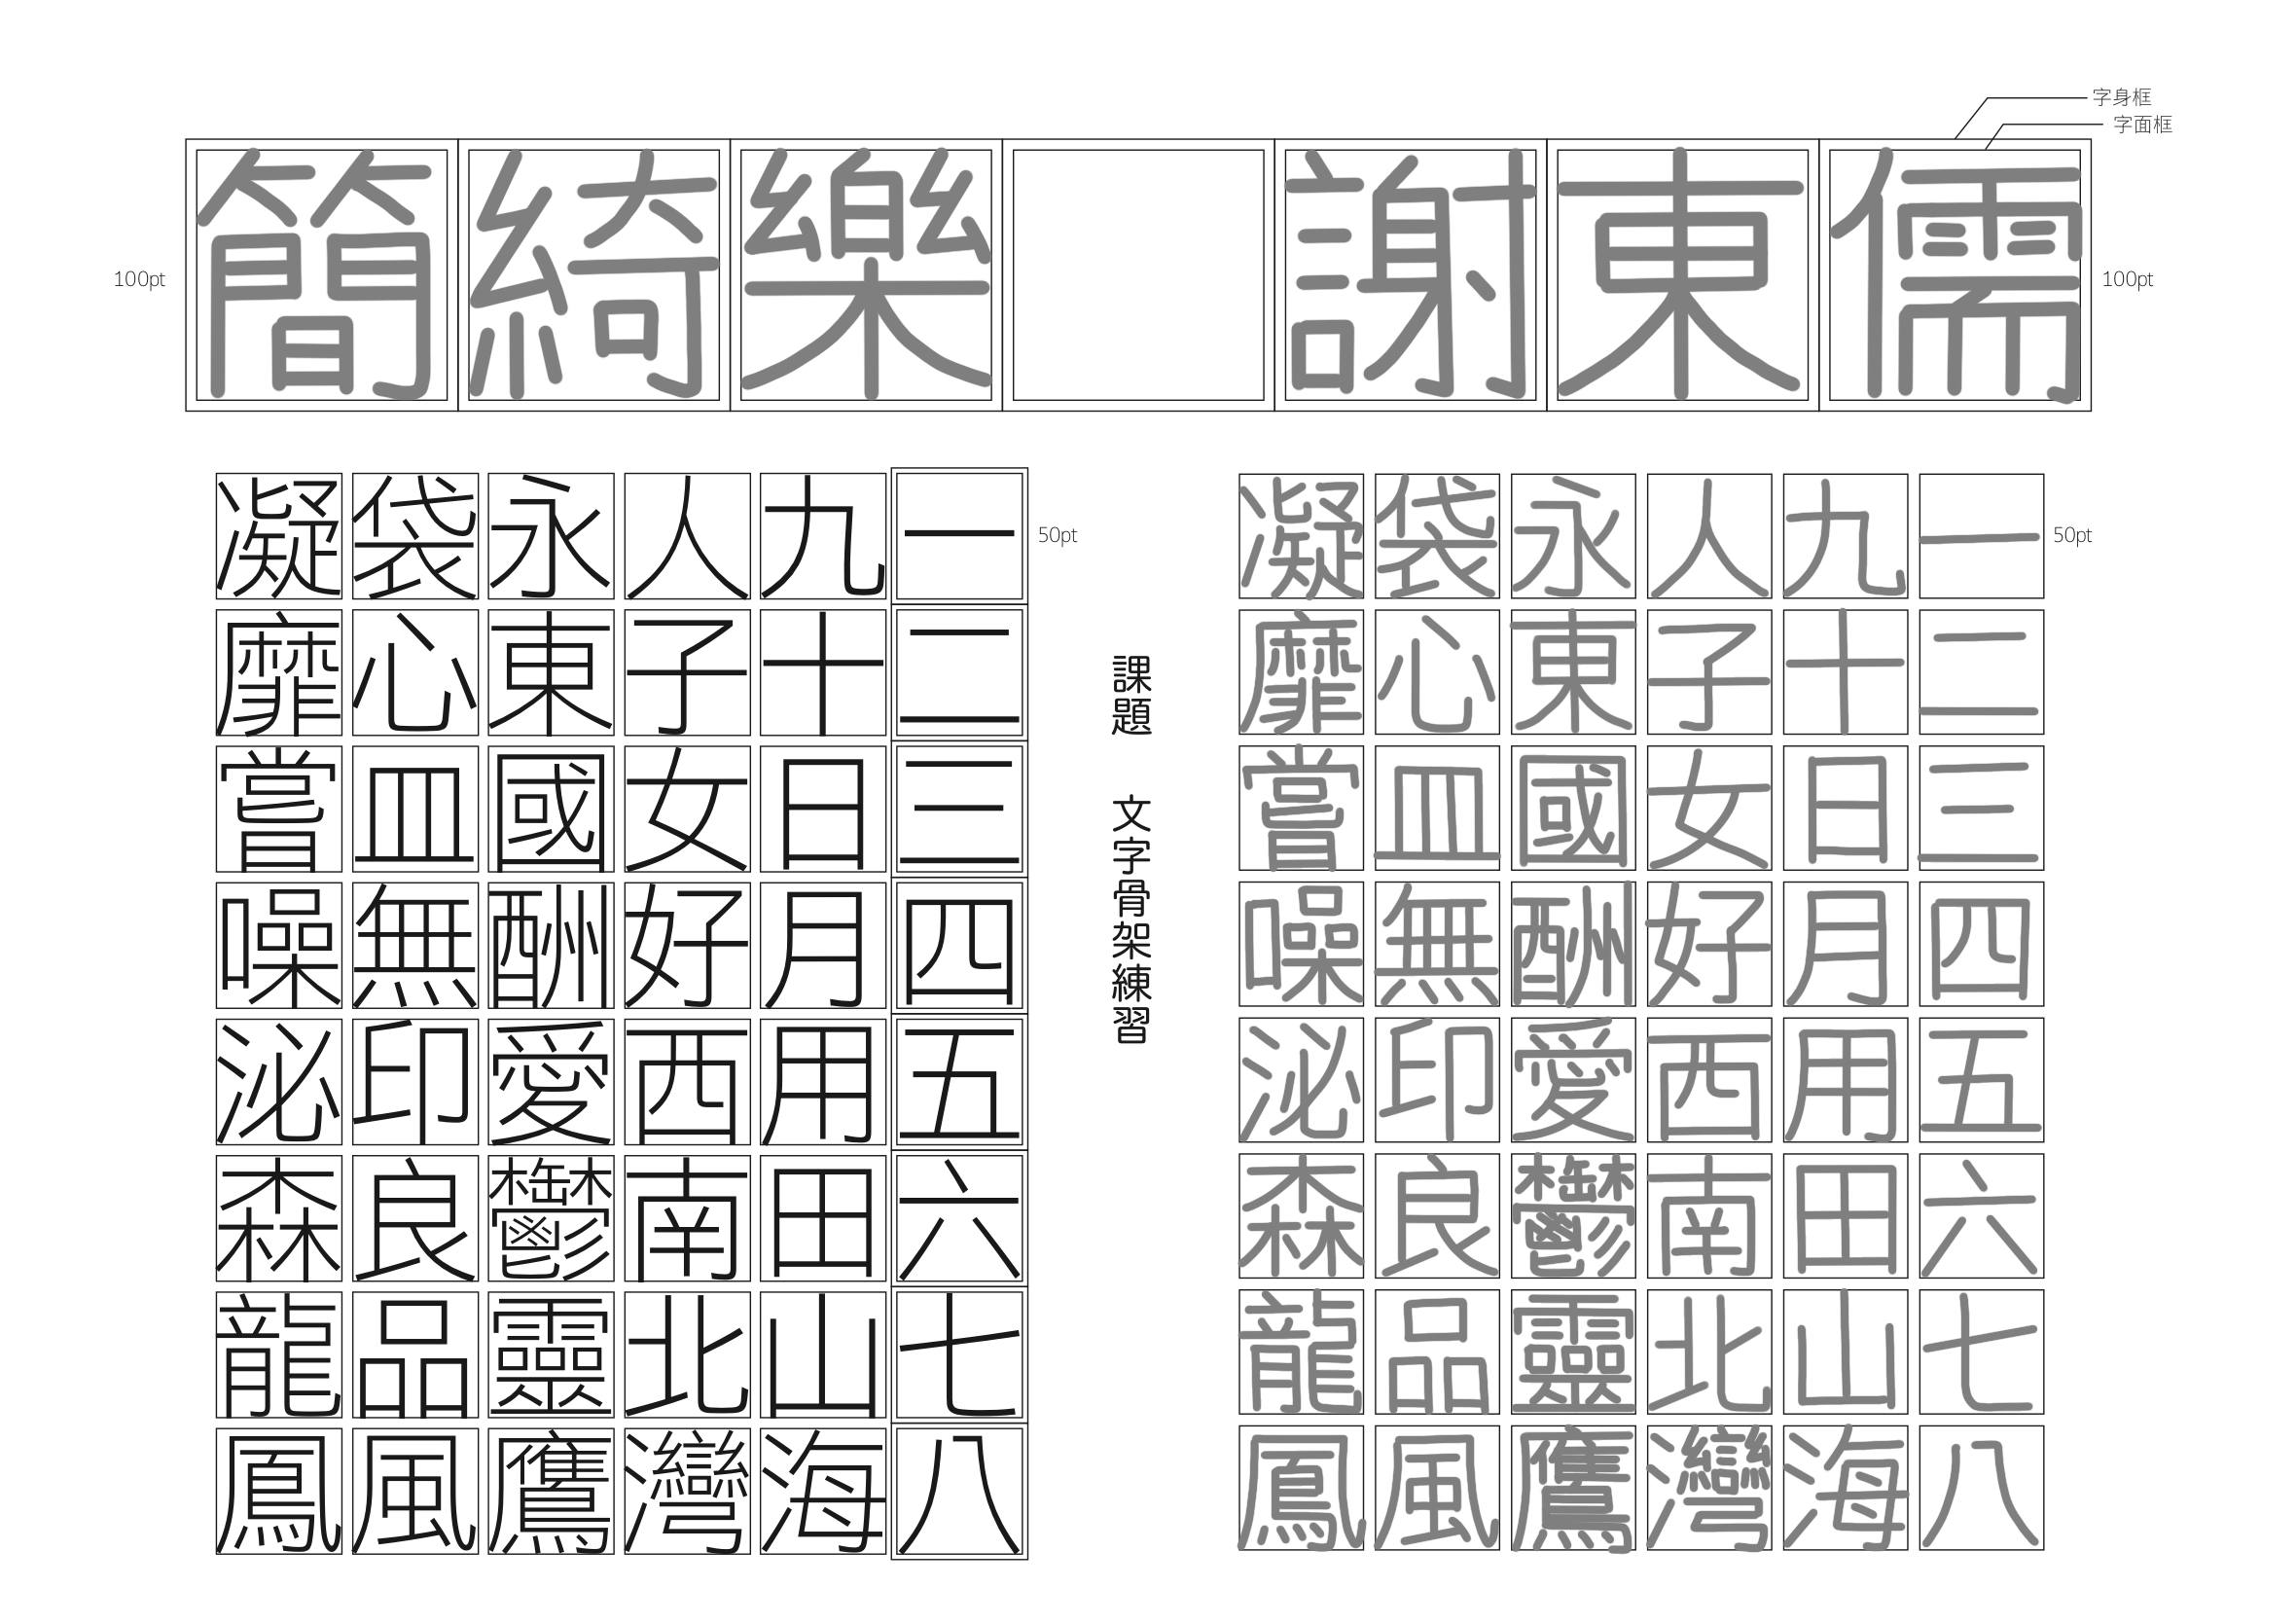 字身框
字面框
儒東謝 樂綺簡
100pt
100pt
一二三四五六七八
九十日月用田山海
人子女好西南北灣
永東國酬愛鬱靈鷹
袋心皿無印良品風
凝靡嘗噪泌森龍鳳
50pt
課題 文字骨架練習
一二三四五六七八
九十日月用田山海
人子女好西南北灣
永東國酬愛鬱靈鷹
袋心皿無印良品風
凝靡嘗噪泌森龍鳳
50pt